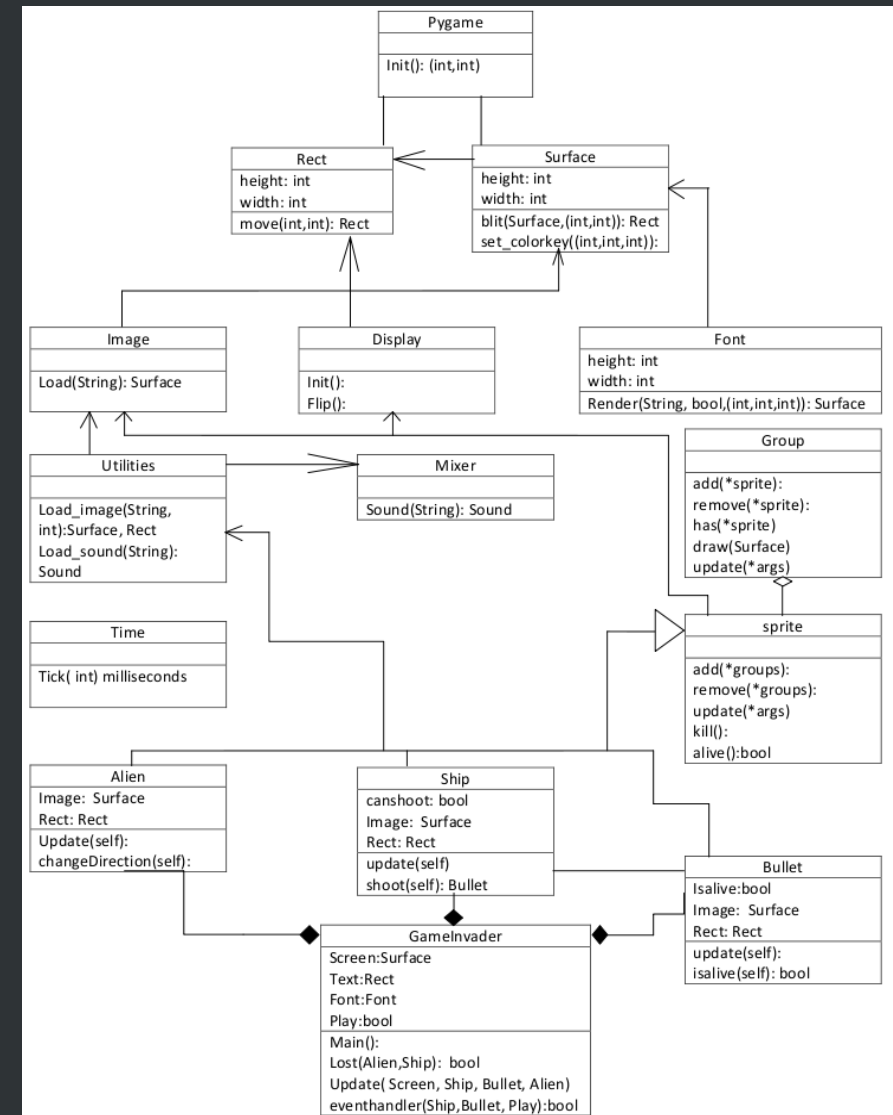 Pygame
Init(): (int,int)
Rect
height: int
width: int
move(int,int): Rect
Surface
height: int
width: int
blit(Surface,(int,int)): Rect
set_colorkey((int,int,int)):
Image
Load(String): Surface
Display
Init():
Flip():
Font
height: int
width: int
Render(String, bool,(int,int,int)): Surface
Group
add(*sprite):
remove(*sprite):
has(*sprite)
draw(Surface)
update(*args)
Utilities
Load_image(String,
int):Surface, Rect
Load_sound(String):
Sound
Mixer
Sound(String): Sound
Time
Tick( int) milliseconds
sprite
add(*groups):
remove(*groups):
update(*args)
kill():
alive():bool
Alien
Image: Surface
Rect: Rect
Update(self):
changeDirection(self):
Ship
canshoot: bool
Image: Surface
Rect: Rect
update(self)
shoot(self): Bullet
Bullet
Isalive:bool
Image: Surface
Rect: Rect
update(self):
isalive(self): bool
GameInvader
Screen:Surface
Text:Rect
Font:Font
Play:bool
Main():
Lost(Alien,Ship): bool
Update( Screen, Ship, Bullet, Alien)
eventhandler(Ship,Bullet, Play):bool